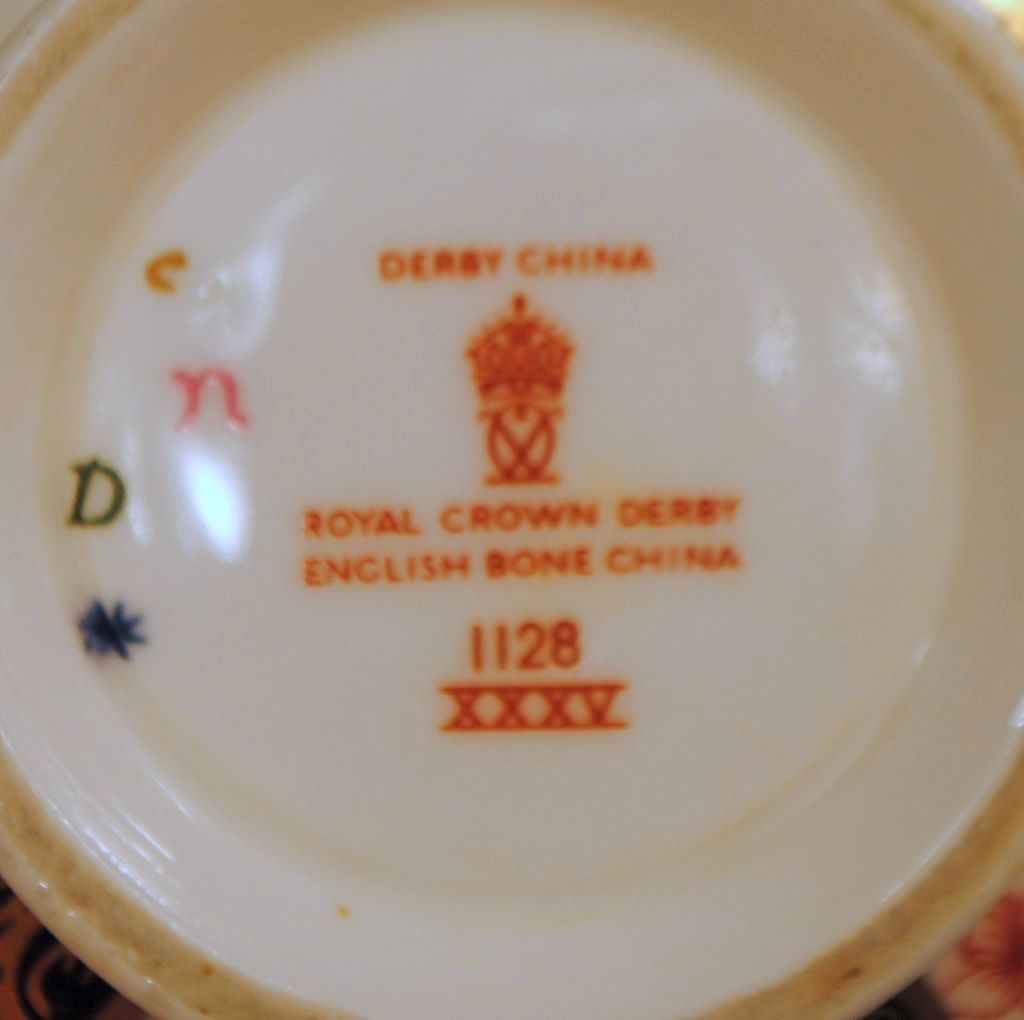 DERBY CHINA
C
n
D
ROYAL CROWN DERBY
ENGLISH BONE CHINA
1128
XXXV